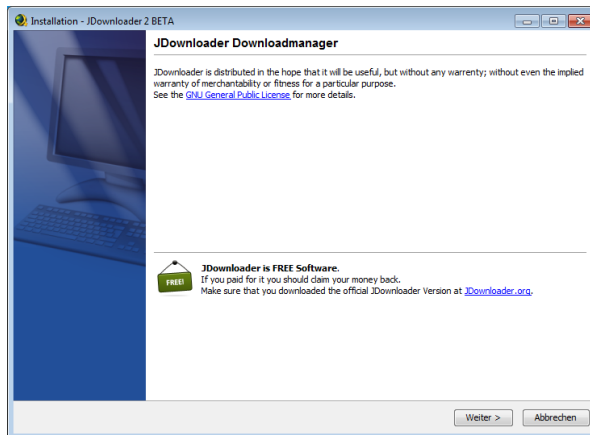 Installation - JDownloader 2 BETA
JDownloader Downloadmanager
JDownloader is distributed in the hope that it will be useful, but without any warrenty; without even the implied
warranty of merchantability or fitness for a particular purpose.
See the GNU General Public License for more details.
JDownloader is FREE Software.
FREE!
If you paid for it you should claim your money back.
Make sure that you downloaded the official JDownloader Version at JDownloader.org.
Weiter >
Abbrechen